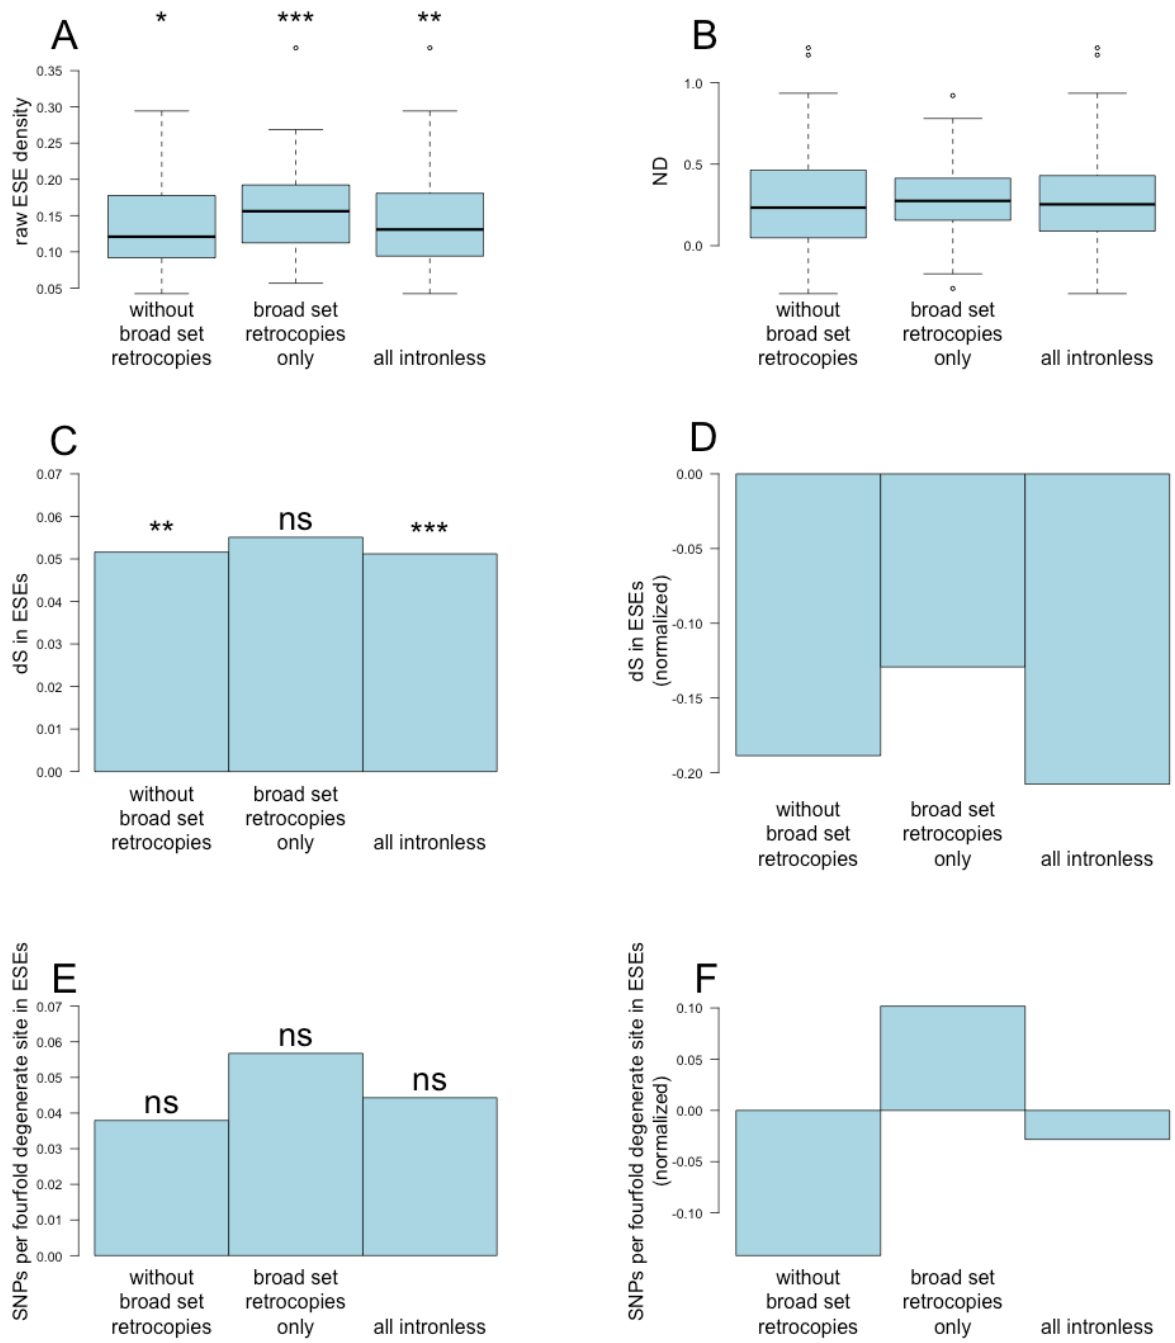 A
*
***
**
raw ESE density
0.35
0.30
0.25
0.20
0.15
0.10
0.05
without
broad set
retrocopies
broad set
retrocopies
only
all intronless
B
ND
1.0
0.5
0.0
without
broad set
retrocopies
broad set
retrocopies
only
all intronless
C
dS in ESEs
0.07
0.06
0.05
0.04
0.03
0.02
0.01
0.00
**
ns
***
without
broad set
retrocopies
broad set
retrocopies
only
all intronless
D
dS in ESEs
(normalized)
0.00
-0.05
-0.10
-0.15
-0.20
without
broad set
retrocopies
broad set
retrocopies
only
all intronless
E
SNPs per fourfold degenerate site in ESEs
0.07
0.06
0.05
0.04
0.03
0.02
0.01
0.00
ns
ns
ns
without
broad set
retrocopies
broad set
retrocopies
only
all intronless
F
SNPs per fourfold degenerate site in ESEs
(normalized)
0.10
0.05
0.00
-0.05
-0.10
without
broad set
retrocopies
broad set
retrocopies
only
all intronless